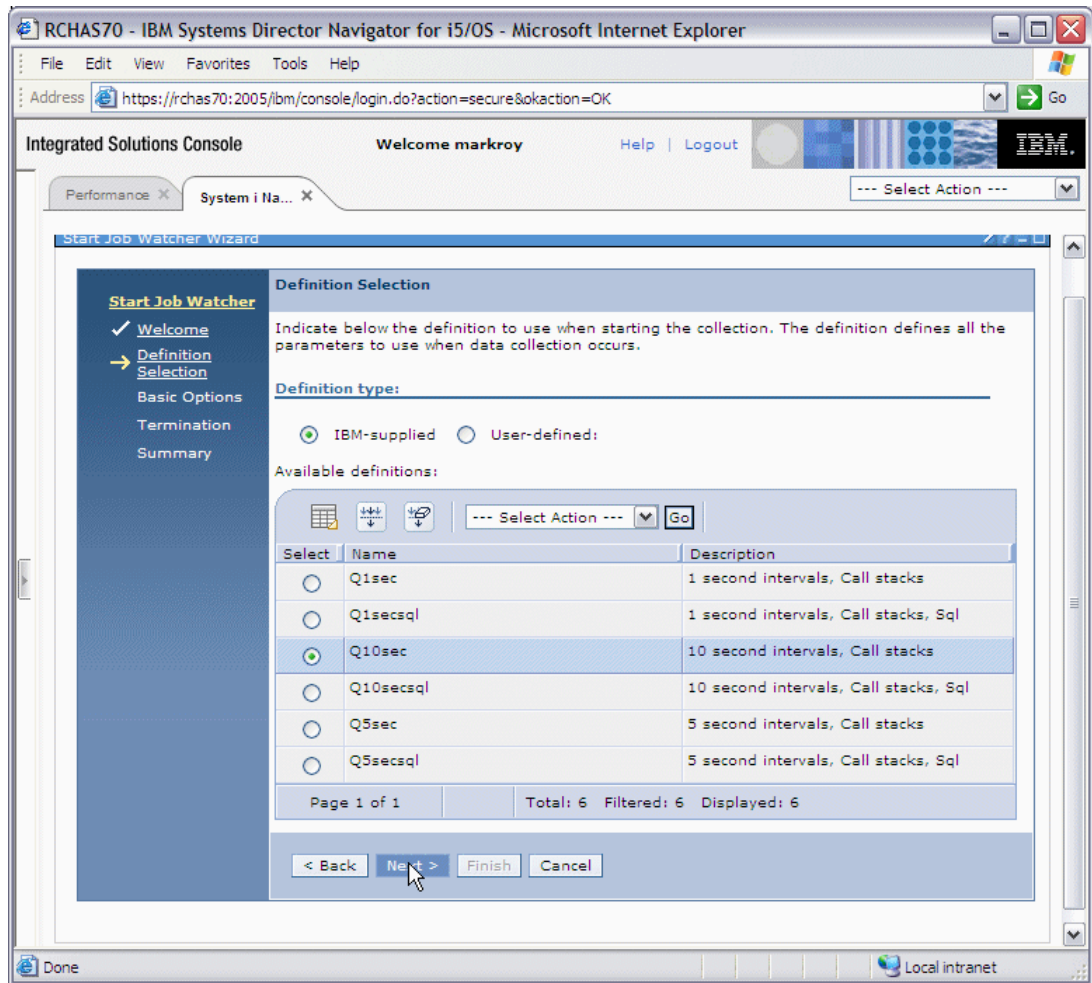 RCHAS70 - IBM Systems Director Navigator for i5/OS - Microsoft Internet Explorer
File Edit View Favorites Tools Help
Address https://rchas70:2005/ibm/console/login.do?action=secure&okaction=OK Go
Integrated Solutions Console Welcome markroy Help | Logout IBM.
Performance System i Na... --- Select Action ---
Start Job Watcher Wizard
Start Job Watcher
Welcome
Definition
Selection
Basic Options
Termination
Summary
Definition Selection
Indicate below the definition to use when starting the collection. The definition defines all the
parameters to use when data collection occurs.
Definition type:
IBM-supplied User-defined:
Available definitions:
--- Select Action --- Go
Select Name Description
Q1sec 1 second intervals, Call stacks
Q1secsql 1 second intervals, Call stacks, Sql
Q10sec 10 second intervals, Call stacks
Q10secsql 10 second intervals, Call stacks, Sql
Q5sec 5 second intervals, Call stacks
Q5secsql 5 second intervals, Call stacks, Sql
Page 1 of 1 Total: 6 Filtered: 6 Displayed: 6
< Back Next > Finish Cancel
Done Local intranet